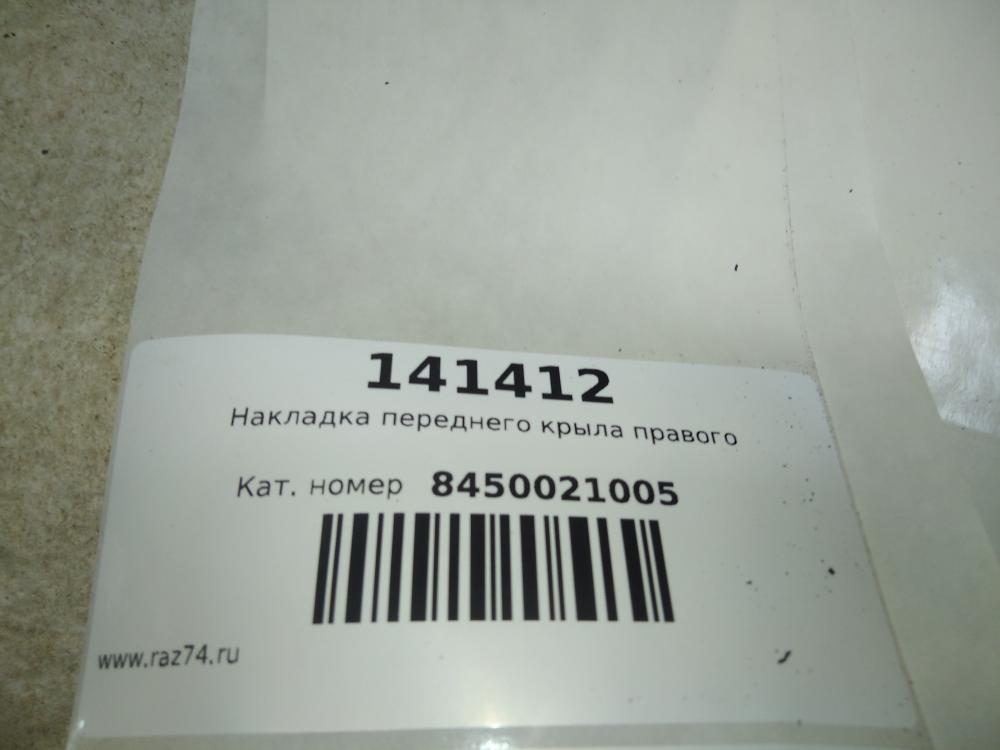 141412
Накладка переднего крыла правого
Кат. номер 8450021005
www.raz74.ru